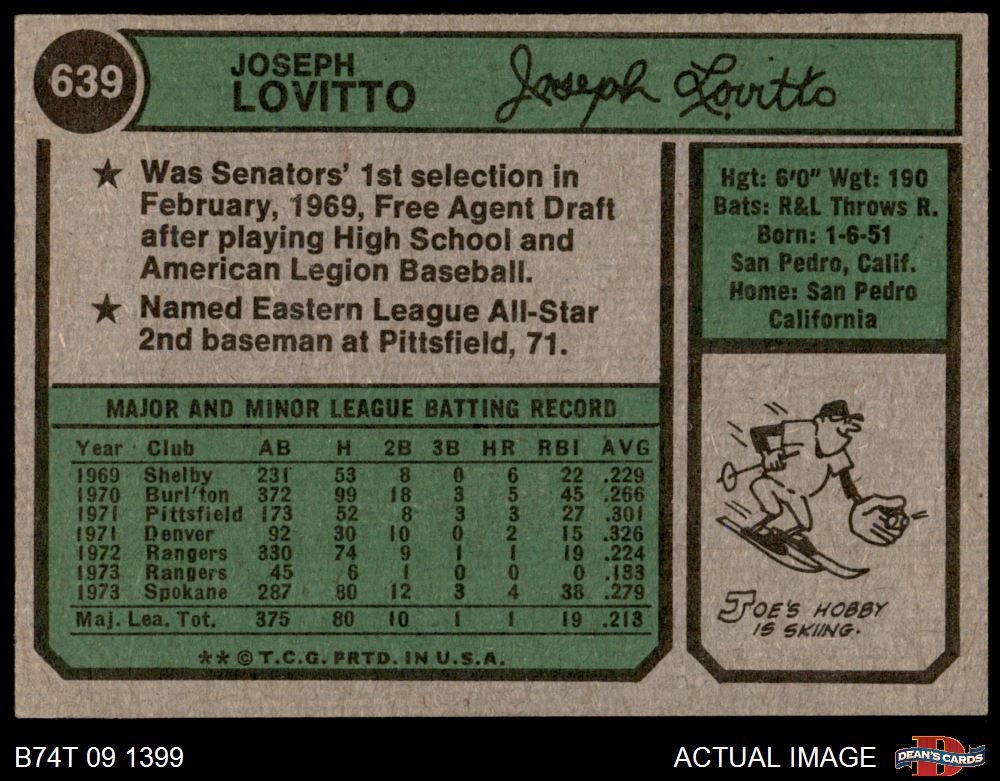 639
JOSEPH
LOVITTO
Joseph Lovitto
★ Was Senators' 1st selection in
February, 1969, Free Agent Draft
after playing High School and
American Legion Baseball.
★ Named Eastern League All-Star
2nd baseman at Pittsfield, 71.
Hgt: 6'0" Wgt: 190
Bats: R&L Throws R.
Born: 1-6-51
San Pedro, Calif.
Home: San Pedro
California
MAJOR AND MINOR LEAGUE BATTING RECORD
Year Club AB H 2B 3B HR RBI AVG
1969 Shelby 231 53 8 0 6 22 .229
1970 Burl'ton 372 99 18 3 5 45 .266
1971 Pittsfield 173 52 8 3 3 27 .301
1971 Denver 92 30 10 0 2 15 .326
1972 Rangers 330 74 9 1 1 19 .224
1973 Rangers 45 6 1 0 0 0 .133
1973 Spokane 287 80 12 3 4 38 .279
Maj. Lea. Tot. 375 80 10 1 1 19 .213
** © T.C.G. PRTD. IN U.S.A.
JOE'S HOBBY
IS SKIING.
B74T 09 1399
ACTUAL IMAGE
D
DEAN'S CARDS